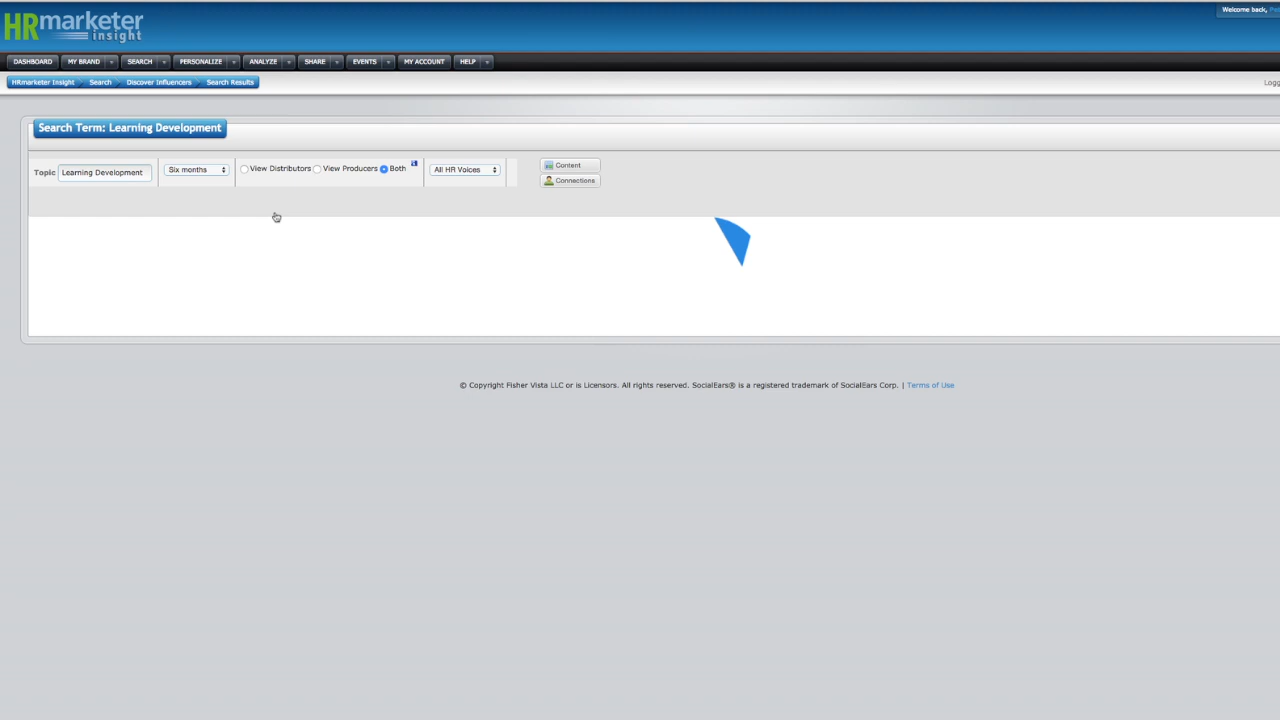 HRmarketer
insight
Welcome back,
DASHBOARD MY BRAND SEARCH PERSONALIZE ANALYZE SHARE EVENTS MY ACCOUNT HELP
HRmarketer Insight Search Discover Influencers Search Results
Search Term: Learning Development
Topic Learning Development Six months View Distributors View Producers Both All HR Voices Content
Connections
© Copyright Fisher Vista LLC or is Licensors. All rights reserved. SocialEars® is a registered trademark of SocialEars Corp. | Terms of Use